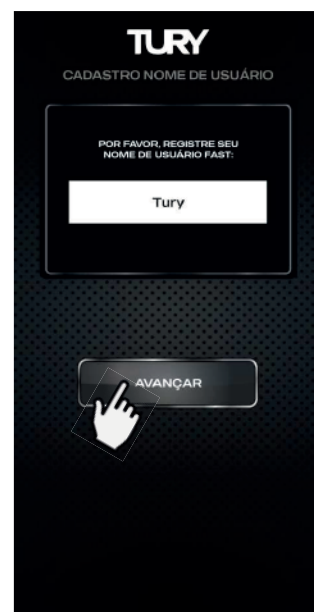 TURY
CADASTRO NOME DE USUÁRIO
POR FAVOR, REGISTRE SEU
NOME DE USUÁRIO FAST:
Tury
AVANÇAR